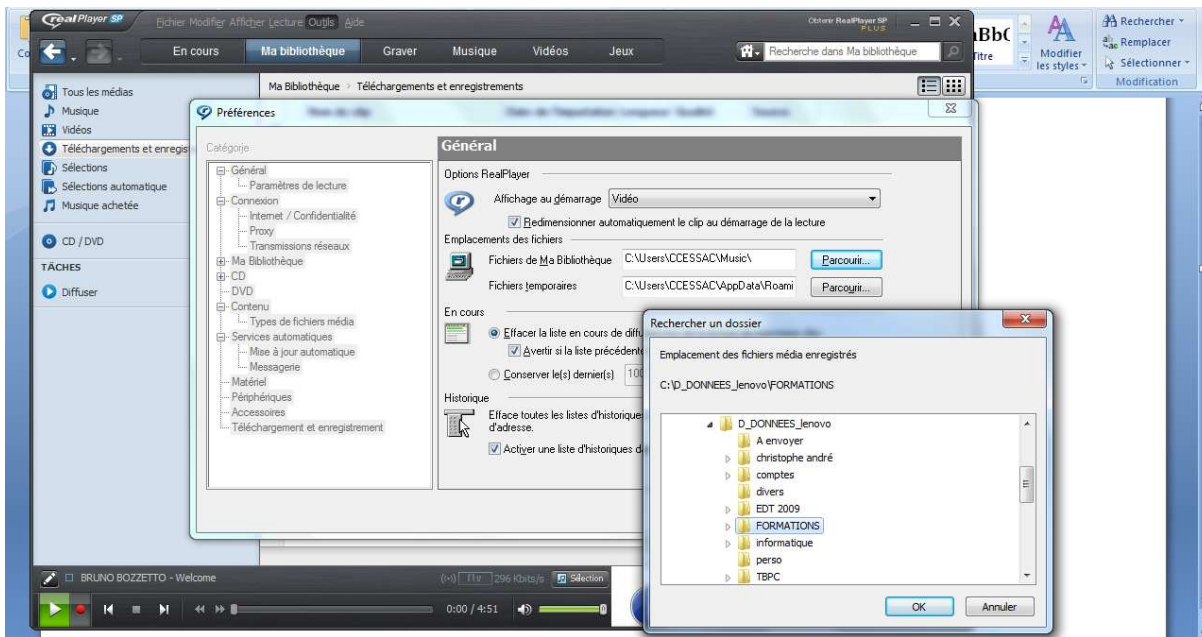 RealPlayer SP
Fichier Modifier Afficher Lecture Outils Aide
Obtenir RealPlayer SP
PLUS
En cours Ma bibliothèque Graver Musique Vidéos Jeux
Recherche dans Ma bibliothèque
Titre
Modifier
les styles
Rechercher
Remplacer
Sélectionner
Modification
Ma Bibliothèque > Téléchargements et enregistrements
Tous les médias
Musique
Vidéos
Téléchargements et enregis
Sélections
Sélections automatique
Musique achetée
CD / DVD
TÂCHES
Diffuser
Préférences
Catégorie
Général
Paramètres de lecture
Connexion
Internet / Confidentialité
Proxy
Transmissions réseaux
Ma Bibliothèque
CD
DVD
Contenu
Types de fichiers média
Services automatiques
Mise à jour automatique
Messagerie
Matériel
Périphériques
Accessoires
Téléchargement et enregistrement
Général
Options RealPlayer
Affichage au démarrage Vidéo
Redimensionner automatiquement le clip au démarrage de la lecture
Emplacements des fichiers
Fichiers de Ma Bibliothèque C:\Users\CCESSAC\Music\ Parcourir...
Fichiers temporaires C:\Users\CCESSAC\AppData\Roami Parcourir...
En cours
Effacer la liste en cours de diffu
Avertir si la liste précédente
Conserver le(s) dernier(s) 100
Historique
Efface toutes les listes d'historique
d'adresse.
Activer une liste d'historiques d
Rechercher un dossier
Emplacement des fichiers média enregistrés
C:\D_DONNEES_lenovo\FORMATIONS
D_DONNEES_lenovo
A envoyer
christophe andré
comptes
divers
EDT 2009
FORMATIONS
informatique
perso
TBPC
OK Annuler
BRUNO BOZZETTO - Welcome
flv 296 Kbits/s Sélection
0:00 / 4:51